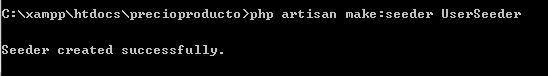 C:\xampp\htdocs\precioproducto>php artisan make:seeder UserSeeder
Seeder created successfully.